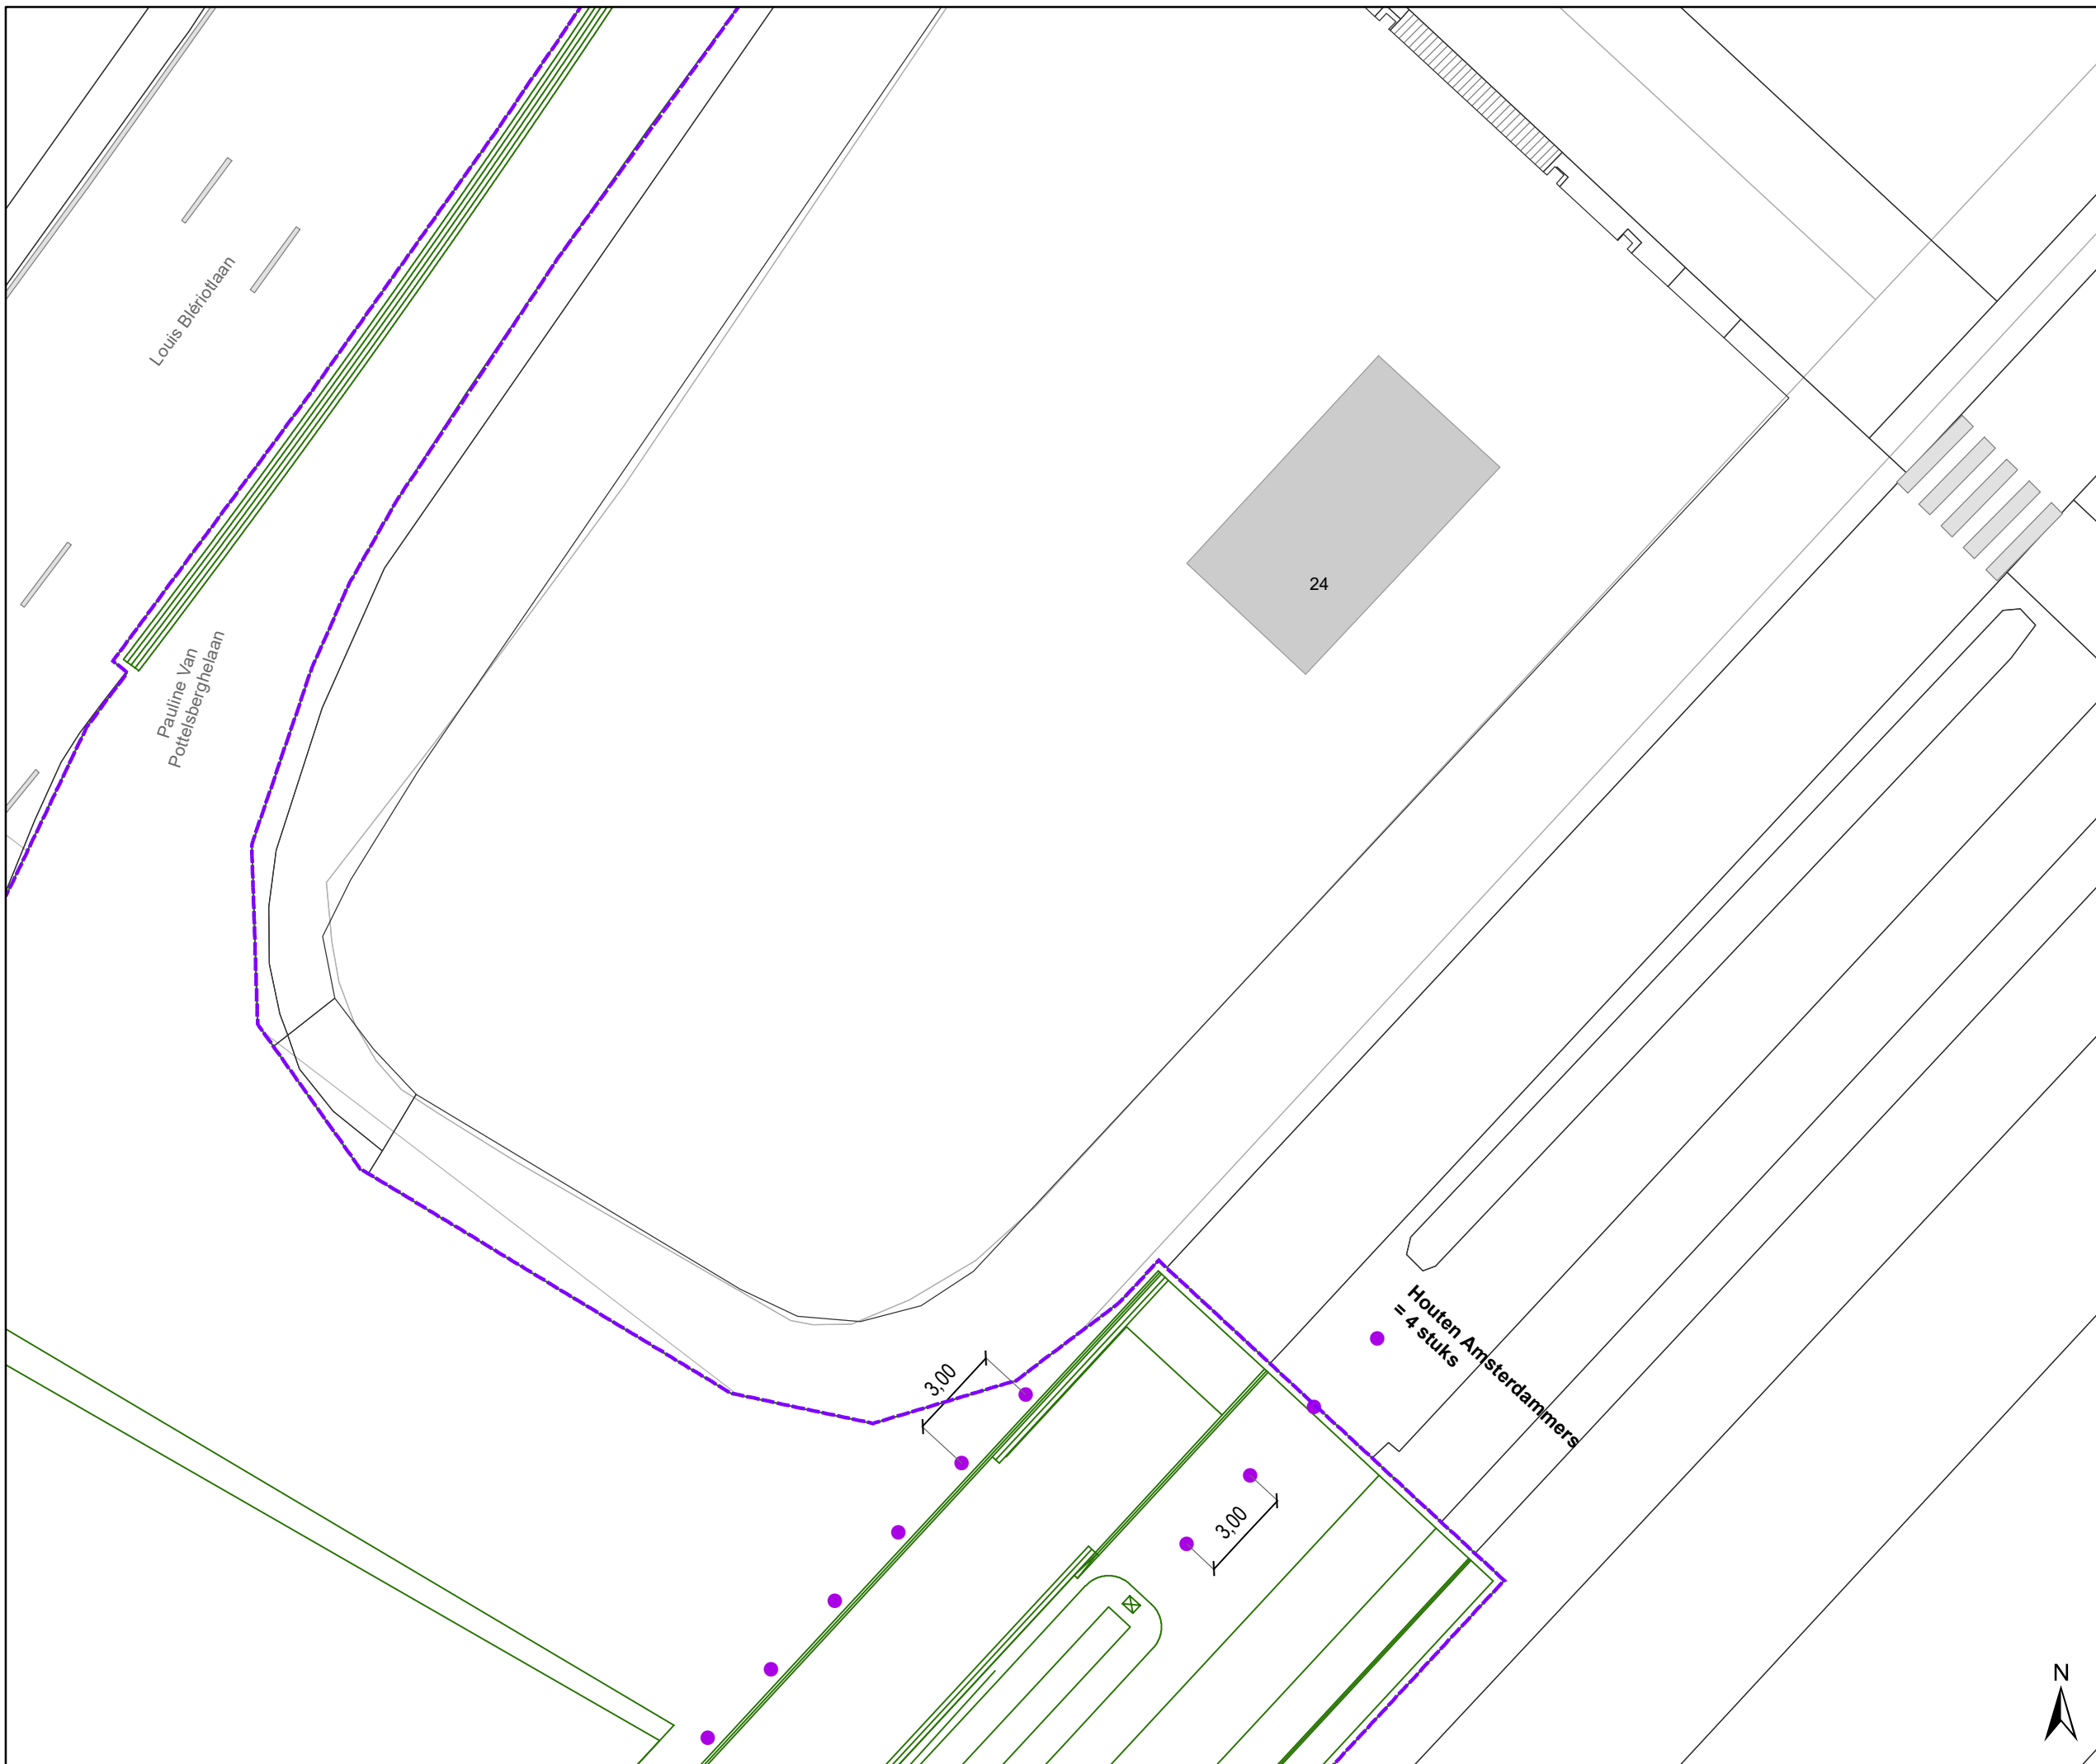 Louis Blériotlaan
24
Pauline Van
Pottelsberghelaan
Houten Amsterdammers
= 4 stuks
3,00
3,00
N